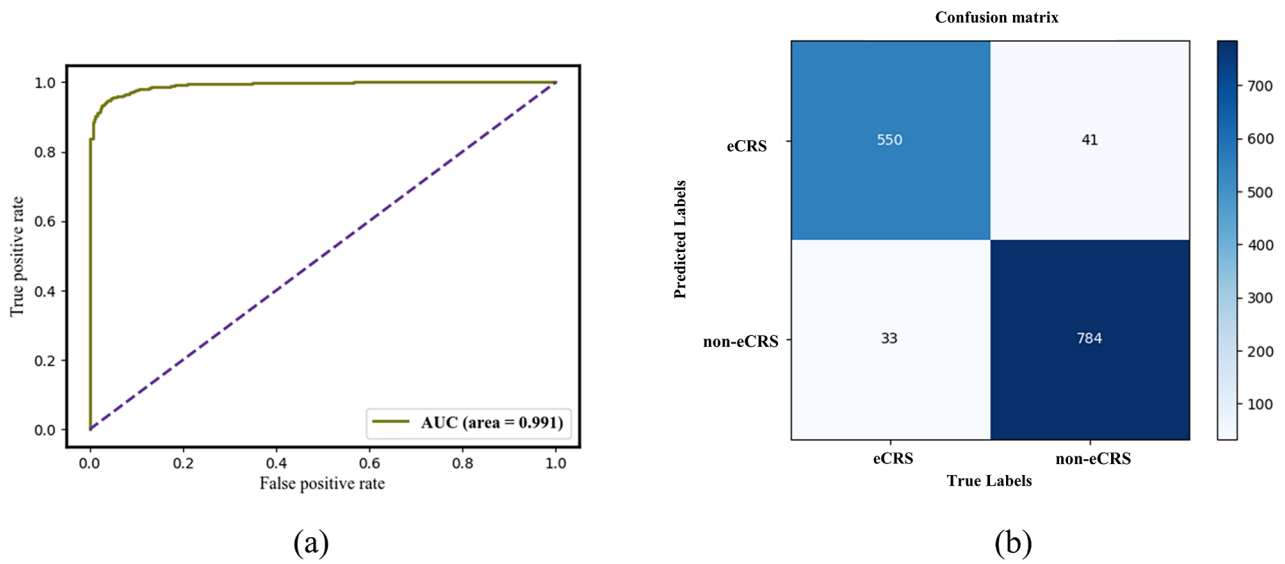 1.0
0.8
0.6
0.4
0.2
0.0
True positive rate
0.0 0.2 0.4 0.6 0.8 1.0
False positive rate
AUC (area = 0.991)
(a)
Confusion matrix
Predicted Labels
eCRS
non-eCRS
550 41
33 784
eCRS non-eCRS
True Labels
700
600
500
400
300
200
100
(b)